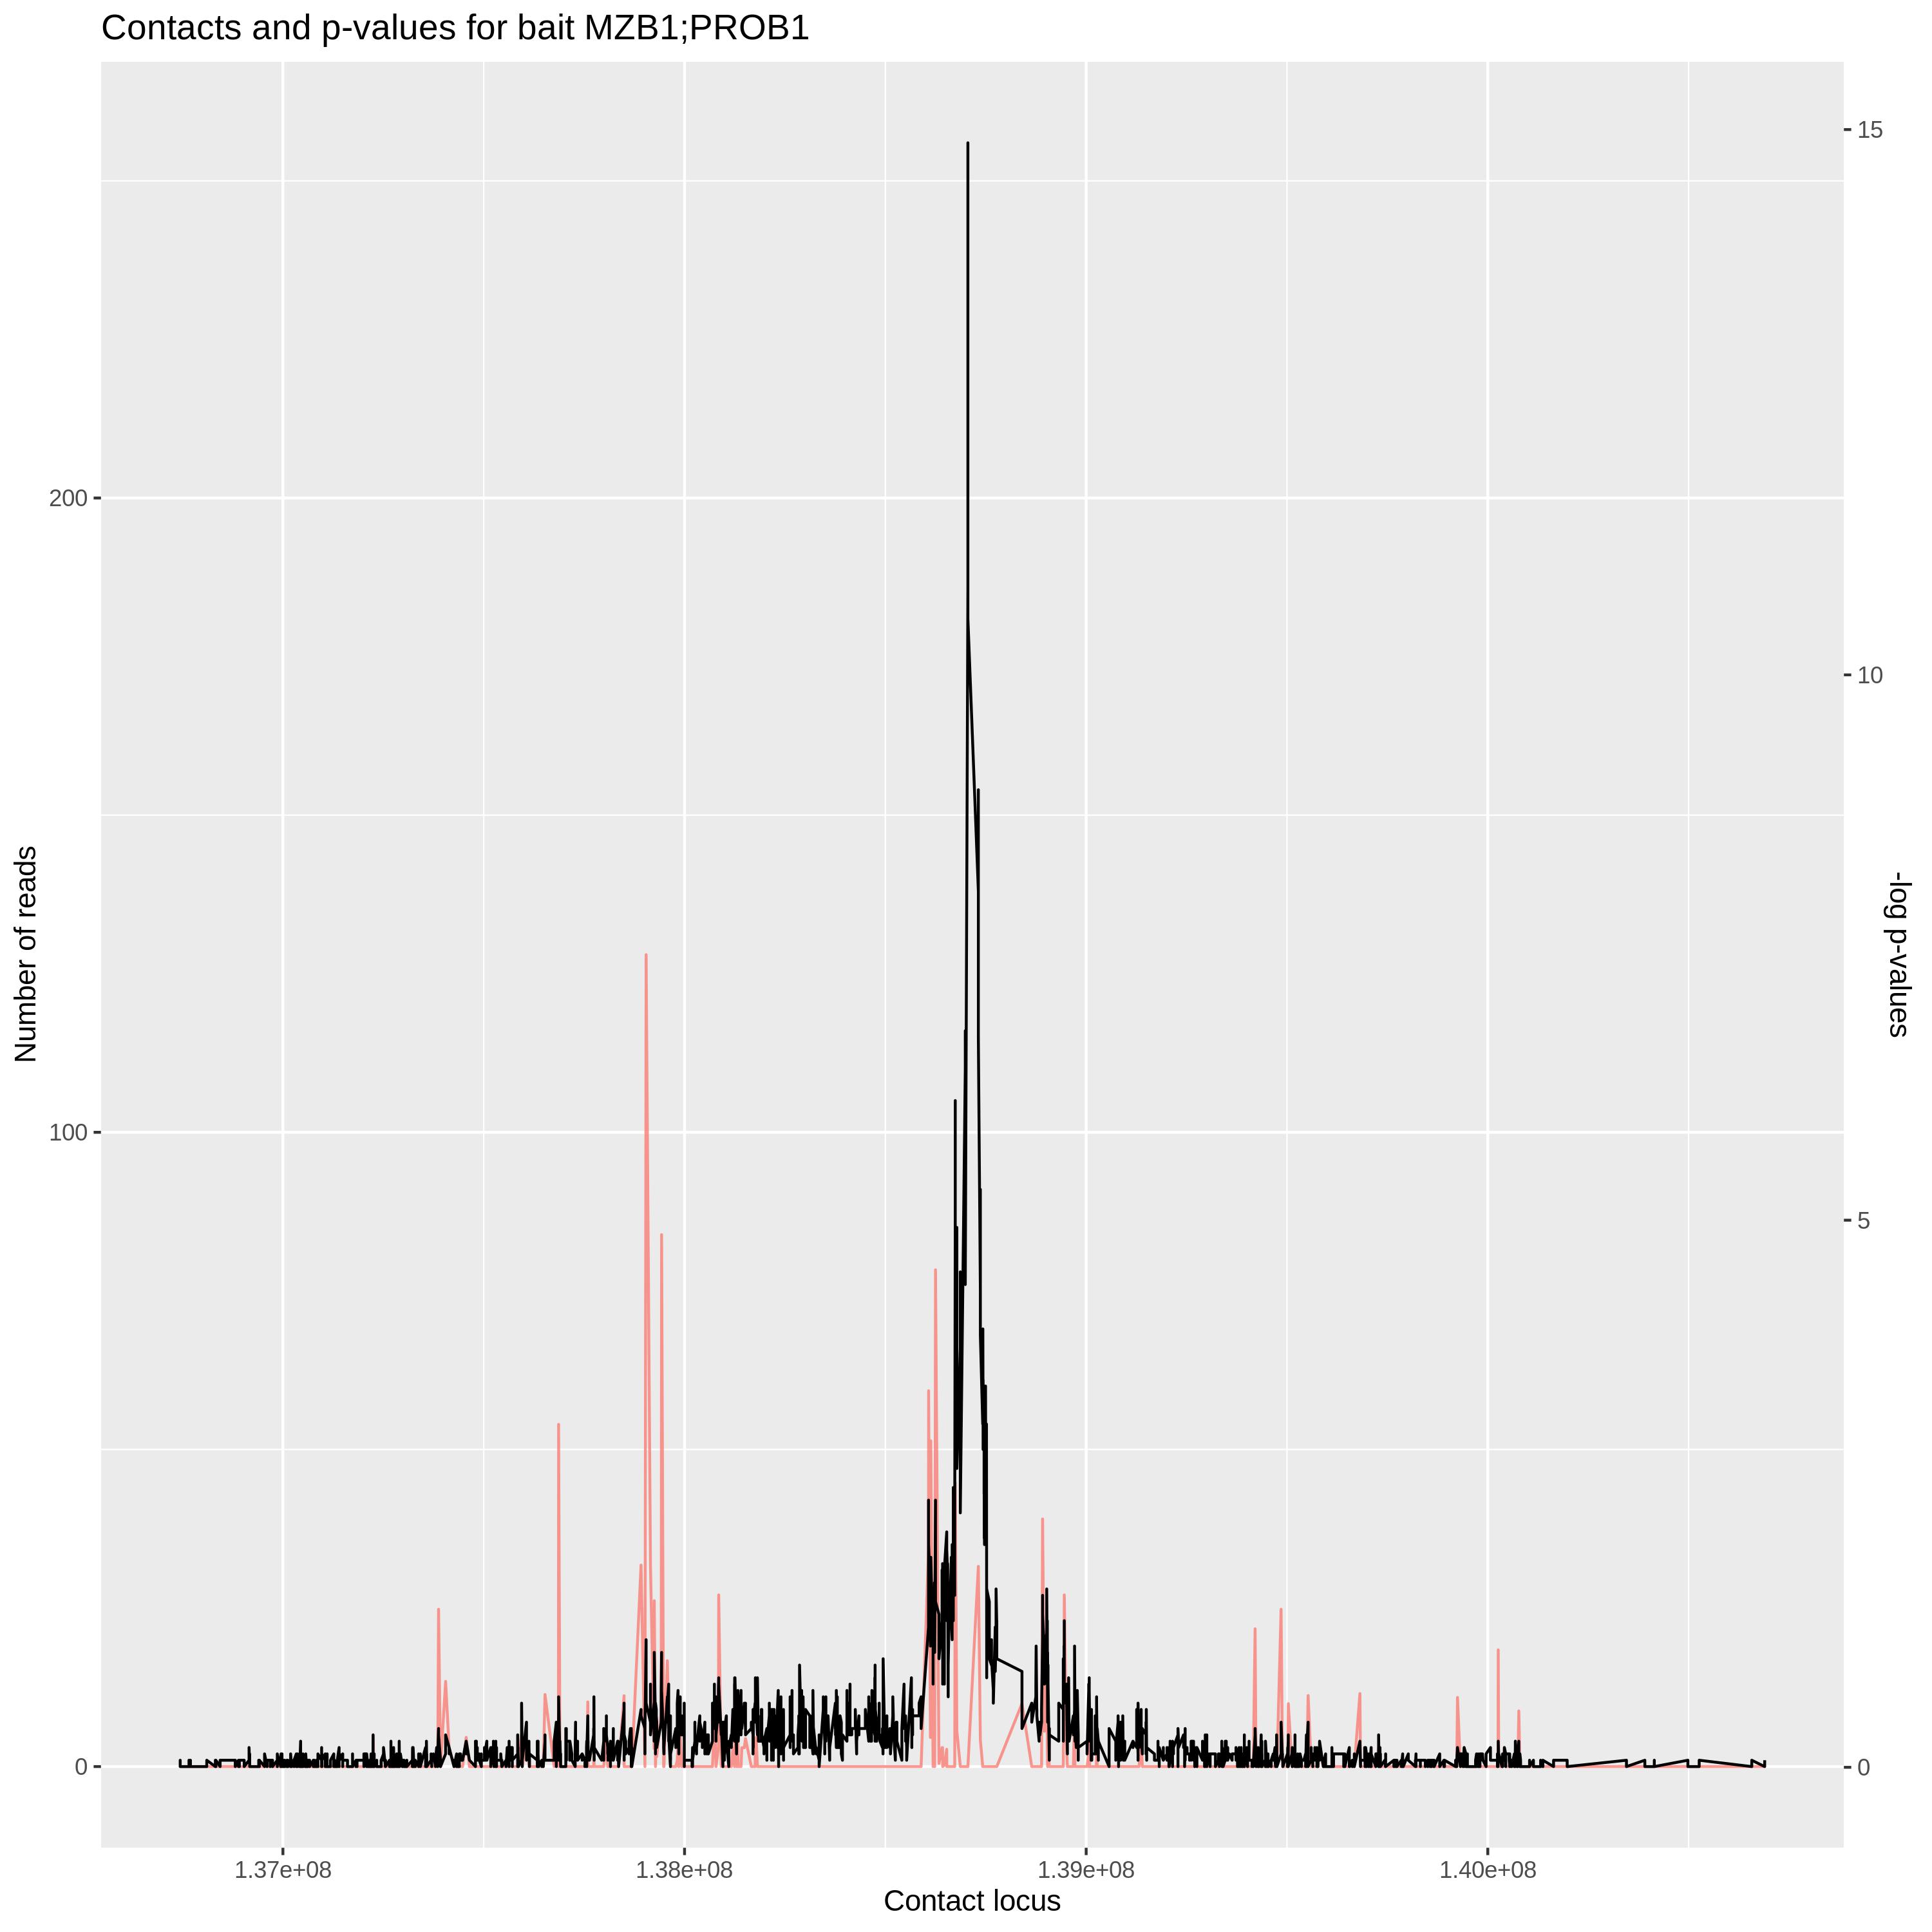 Contacts and p-values for bait MZB1;PROB1
15
200
10
Number of reads
-log p-values
5
100
0
0
1.37e+08
1.38e+08
1.39e+08
1.40e+08
Contact locus